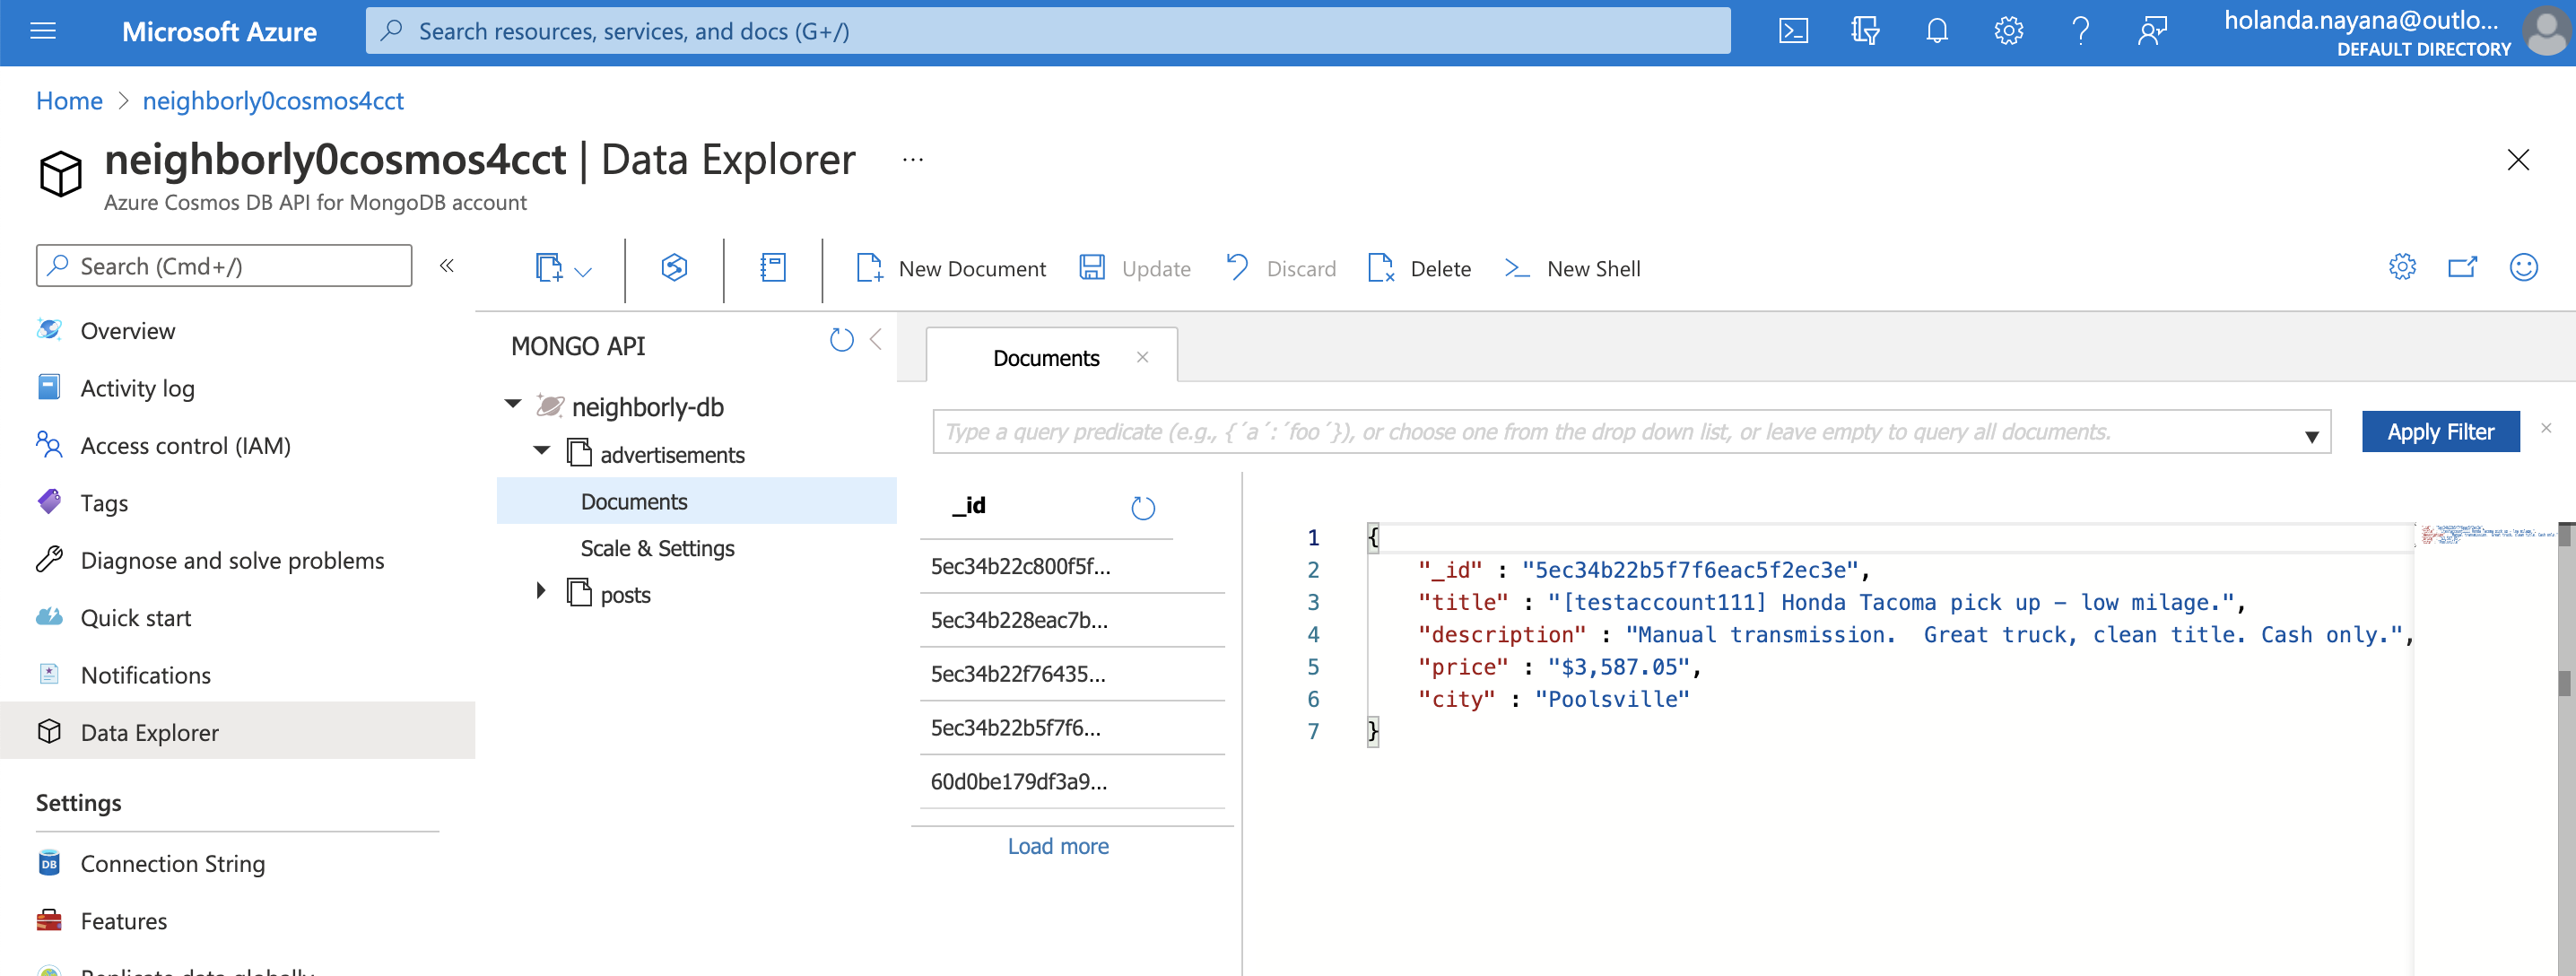 Microsoft Azure
Search resources, services, and docs (G+/)
holanda.nayana@outlo...
DEFAULT DIRECTORY
Home > neighborly0cosmos4cct
neighborly0cosmos4cct | Data Explorer ...
Azure Cosmos DB API for MongoDB account
Search (Cmd+/)
«
New Document
Update
Discard
Delete
New Shell
Overview
Activity log
Access control (IAM)
Tags
Diagnose and solve problems
Quick start
Notifications
Data Explorer
Settings
Connection String
Features
Replicate data globally
MONGO API
neighborly-db
advertisements
Documents
Scale & Settings
posts
Documents
Type a query predicate (e.g., {´a´:´foo´}), or choose one from the drop down list, or leave empty to query all documents.
Apply Filter
_id
5ec34b22c800f5f...
5ec34b228eac7b...
5ec34b22f76435...
5ec34b22b5f7f6...
60d0be179df3a9...
Load more
1 {
2 "_id" : "5ec34b22b5f7f6eac5f2ec3e",
3 "title" : "[testaccount111] Honda Tacoma pick up - low milage.",
4 "description" : "Manual transmission.  Great truck, clean title. Cash only.",
5 "price" : "$3,587.05",
6 "city" : "Poolsville"
7 }